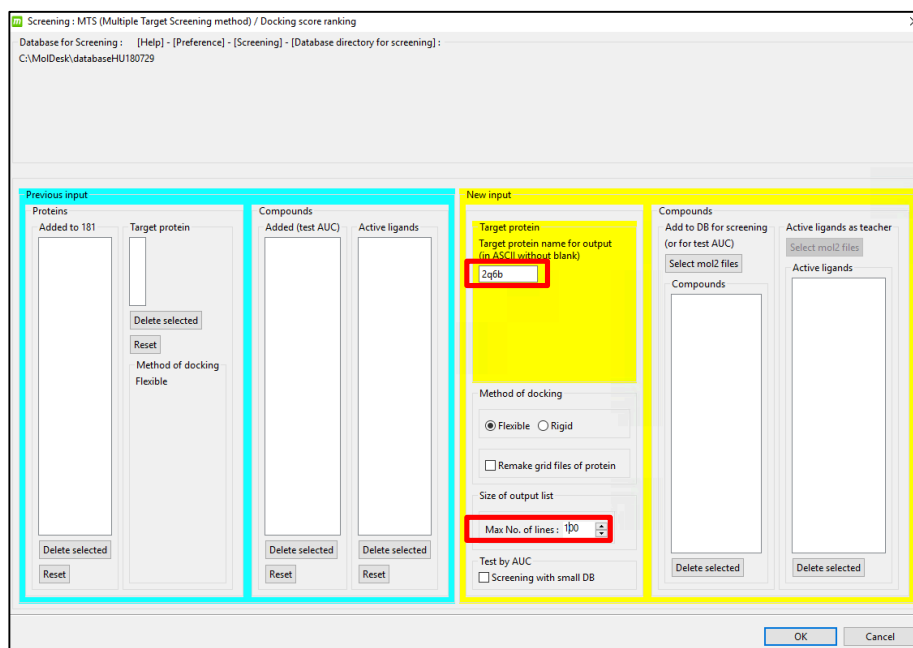 Screening : MTS (Multiple Target Screening method) / Docking score ranking
Database for Screening :    [Help] - [Preference] - [Screening] - [Database directory for screening] :
C:\MolDesk\databaseHU180729
Previous input
Proteins
Added to 181
Target protein
Delete selected
Reset
Method of docking
Flexible
Delete selected
Reset
Compounds
Added (test AUC)
Active ligands
Delete selected
Delete selected
Reset
Reset
New input
Target protein
Target protein name for output
(in ASCII without blank)
2q6b
Method of docking
Flexible
Rigid
Remake grid files of protein
Size of output list
Max No. of lines : 100
Test by AUC
Screening with small DB
Compounds
Add to DB for screening
(or for test AUC)
Select mol2 files
Compounds
Delete selected
Active ligands as teacher
Select mol2 files
Active ligands
Delete selected
OK
Cancel